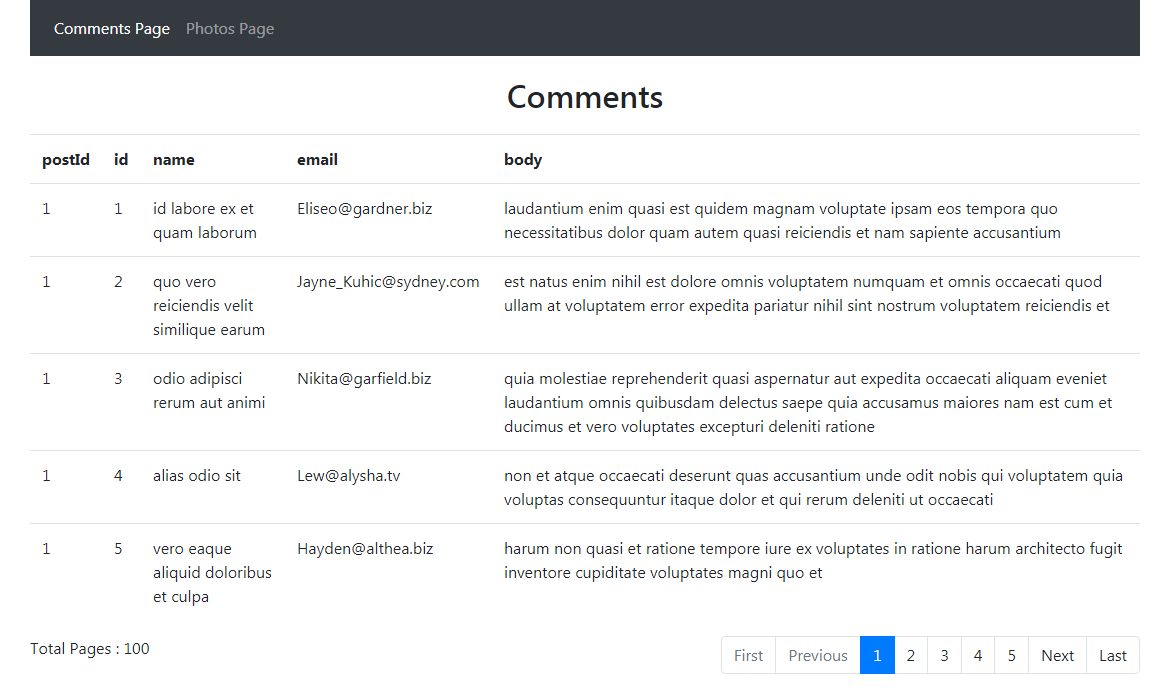 Comments Page Photos Page
Comments
postId id name email body
1 1 id labore ex et Eliseo@gardner.biz laudantium enim quasi est quidem magnam voluptate ipsam eos tempora quo
quam laborum necessitatibus dolor quam autem quasi reiciendis et nam sapiente accusantium
1 2 quo vero Jayne_Kuhic@sydney.com est natus enim nihil est dolore omnis voluptatem numquam et omnis occaecati quod
reiciendis velit ullam at voluptatem error expedita pariatur nihil sint nostrum voluptatem reiciendis et
similique earum
1 3 odio adipisci Nikita@garfield.biz quia molestiae reprehenderit quasi aspernatur aut expedita occaecati aliquam eveniet
rerum aut animi laudantium omnis quibusdam delectus saepe quia accusamus maiores nam est cum et
ducimus et vero voluptates excepturi deleniti ratione
1 4 alias odio sit Lew@alysha.tv non et atque occaecati deserunt quas accusantium unde odit nobis qui voluptatem quia
voluptas consequuntur itaque dolor et qui rerum deleniti ut occaecati
1 5 vero eaque Hayden@althea.biz harum non quasi et ratione tempore iure ex voluptates in ratione harum architecto fugit
aliquid doloribus inventore cupiditate voluptates magni quo et
et culpa
Total Pages : 100 First Previous 1 2 3 4 5 Next Last